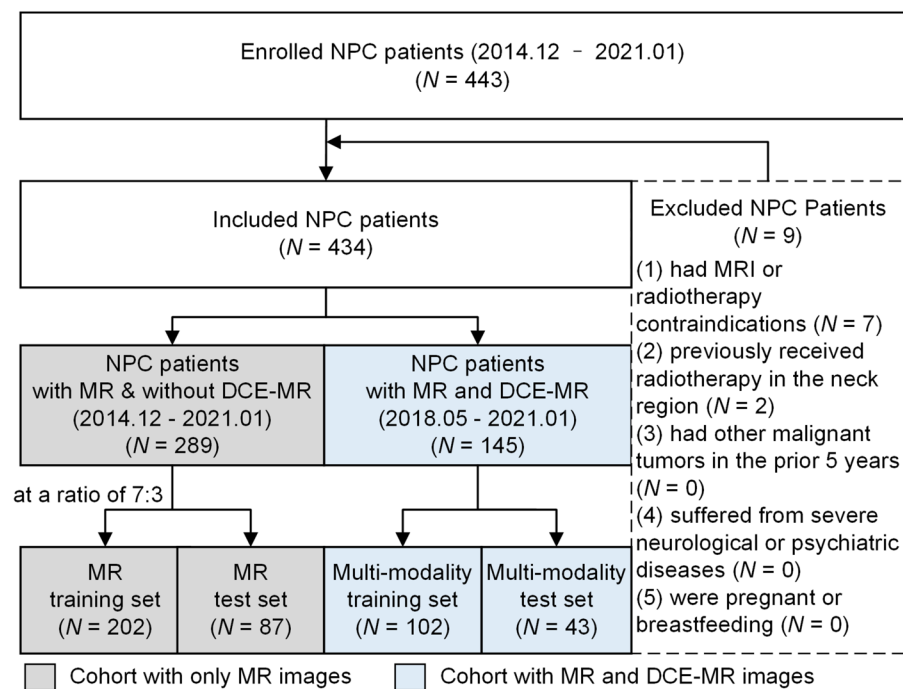 Enrolled NPC patients (2014.12 - 2021.01)
(N = 443)
Included NPC patients
(N = 434)
Excluded NPC Patients
(N = 9)
(1) had MRI or
radiotherapy
contraindications (N = 7)
(2) previously received
radiotherapy in the neck
region (N = 2)
(3) had other malignant
tumors in the prior 5 years
(N = 0)
(4) suffered from severe
neurological or psychiatric
diseases (N = 0)
(5) were pregnant or
breastfeeding (N = 0)
NPC patients
with MR & without DCE-MR
(2014.12 - 2021.01)
(N = 289)
NPC patients
with MR and DCE-MR
(2018.05 - 2021.01)
(N = 145)
at a ratio of 7:3
MR
training set
(N = 202)
MR
test set
(N = 87)
Multi-modality
training set
(N = 102)
Multi-modality
test set
(N = 43)
Cohort with only MR images
Cohort with MR and DCE-MR images